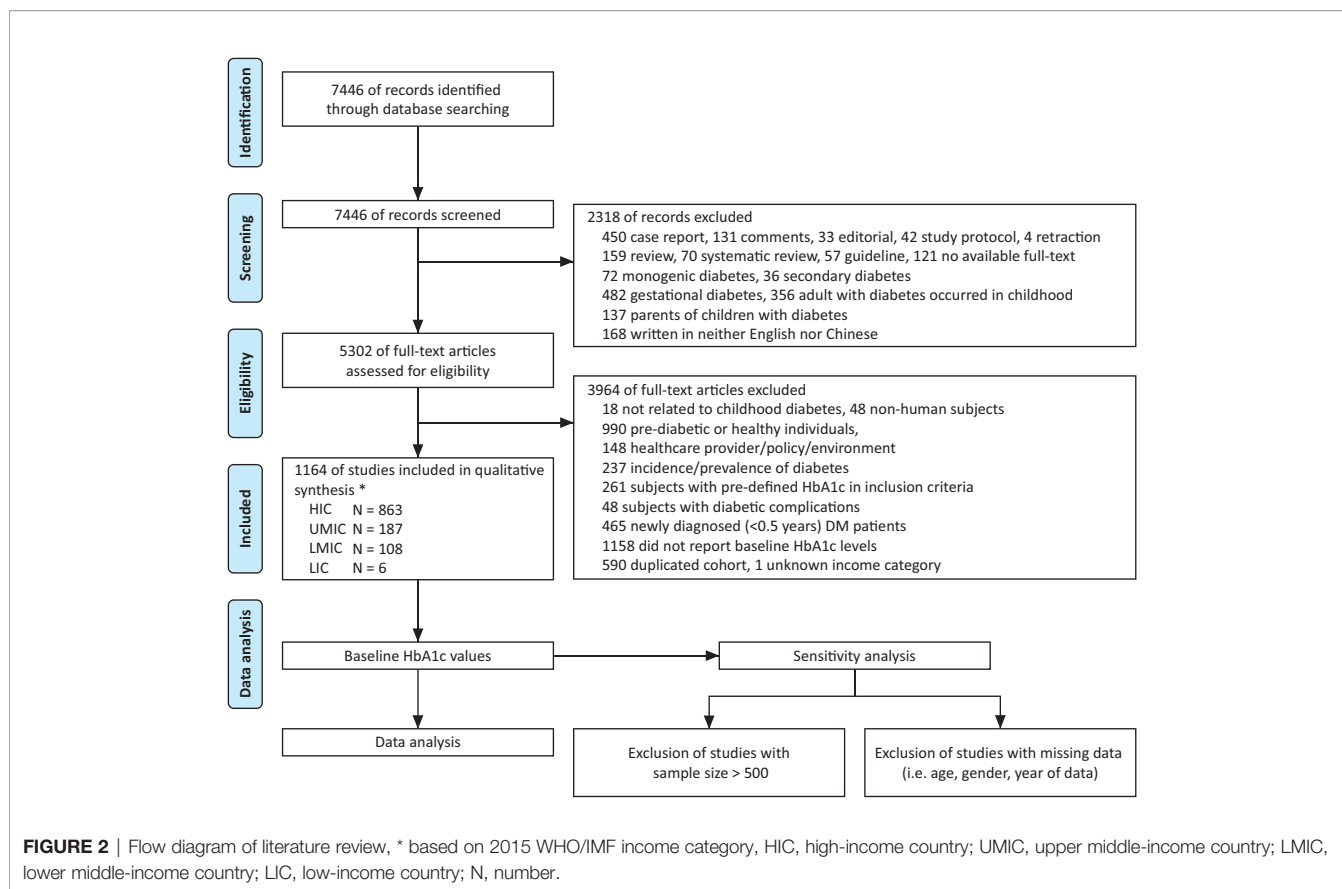 Identification
7446 of records identified
through database searching
Screening
7446 of records screened
2318 of records excluded
450 case report, 131 comments, 33 editorial, 42 study protocol, 4 retraction
159 review, 70 systematic review, 57 guideline, 121 no available full-text
72 monogenic diabetes, 36 secondary diabetes
482 gestational diabetes, 356 adult with diabetes occurred in childhood
137 parents of children with diabetes
168 written in neither English nor Chinese
Eligibility
5302 of full-text articles
assessed for eligibility
3964 of full-text articles excluded
18 not related to childhood diabetes, 48 non-human subjects
990 pre-diabetic or healthy individuals,
148 healthcare provider/policy/environment
237 incidence/prevalence of diabetes
261 subjects with pre-defined HbA1c in inclusion criteria
48 subjects with diabetic complications
465 newly diagnosed (<0.5 years) DM patients
1158 did not report baseline HbA1c levels
590 duplicated cohort, 1 unknown income category
Included
1164 of studies included in qualitative
synthesis *
HIC N = 863
UMIC N = 187
LMIC N = 108
LIC N = 6
Data analysis
Baseline HbA1c values
Sensitivity analysis
Data analysis
Exclusion of studies with
sample size > 500
Exclusion of studies with missing data
(i.e. age, gender, year of data)
FIGURE 2 | Flow diagram of literature review, * based on 2015 WHO/IMF income category, HIC, high-income country; UMIC, upper middle-income country; LMIC,
lower middle-income country; LIC, low-income country; N, number.